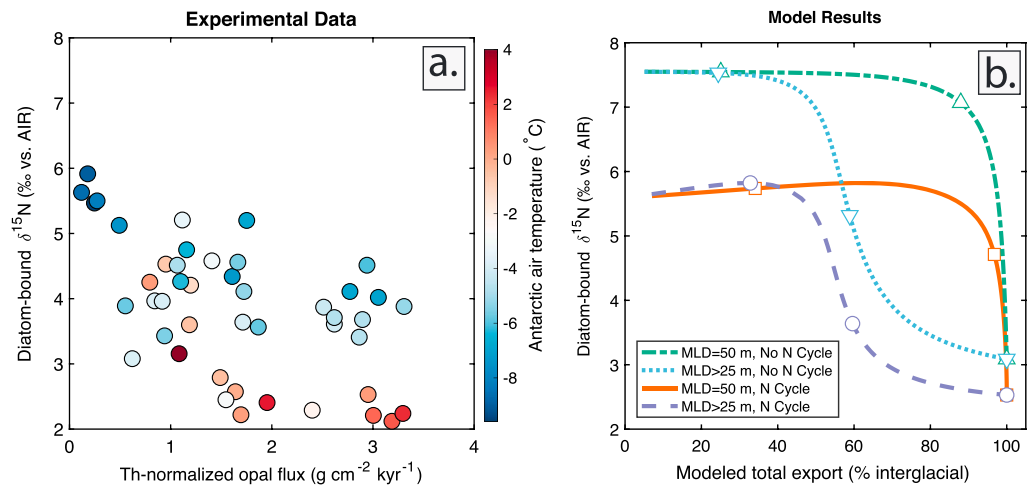 Experimental Data
a.
8
7
6
5
4
3
2
0
1
2
3
4
Diatom-bound δ¹⁵N (‰ vs. AIR)
Th-normalized opal flux (g cm⁻² kyr⁻¹)
4
2
0
-2
-4
-6
-8
Antarctic air temperature (°C)
Model Results
b.
8
7
6
5
4
3
2
0
20
40
60
80
100
Diatom-bound δ¹⁵N (‰ vs. AIR)
Modeled total export (% interglacial)
MLD=50 m, No N Cycle
MLD>25 m, No N Cycle
MLD=50 m, N Cycle
MLD>25 m, N Cycle